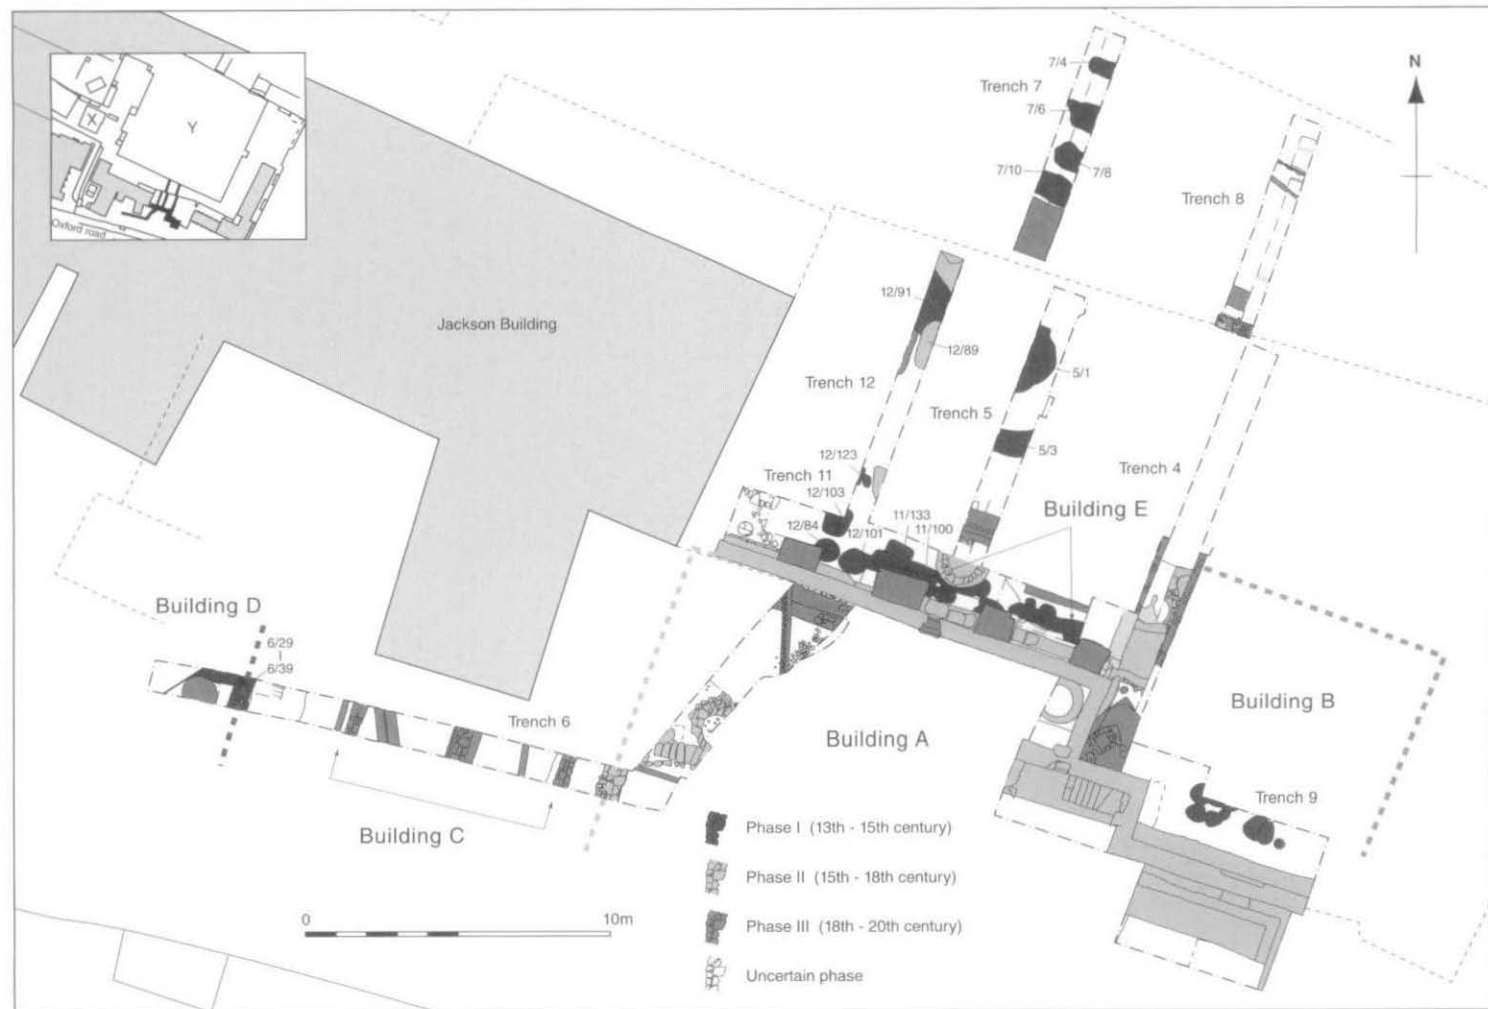 Y
X
Oxford road
N
7/4
Trench 7
7/6
7/8
7/10
Trench 8
Jackson Building
12/91
12/89
Trench 12
Trench 5
5/1
5/3
Trench 4
12/123
Trench 11
12/103
12/84
12/101
11/133
11/100
Building E
Building D
6/29
6/39
Trench 6
Building C
Building A
Building B
Trench 9
Phase I (13th - 15th century)
Phase II (15th - 18th century)
Phase III (18th - 20th century)
Uncertain phase
0
10m